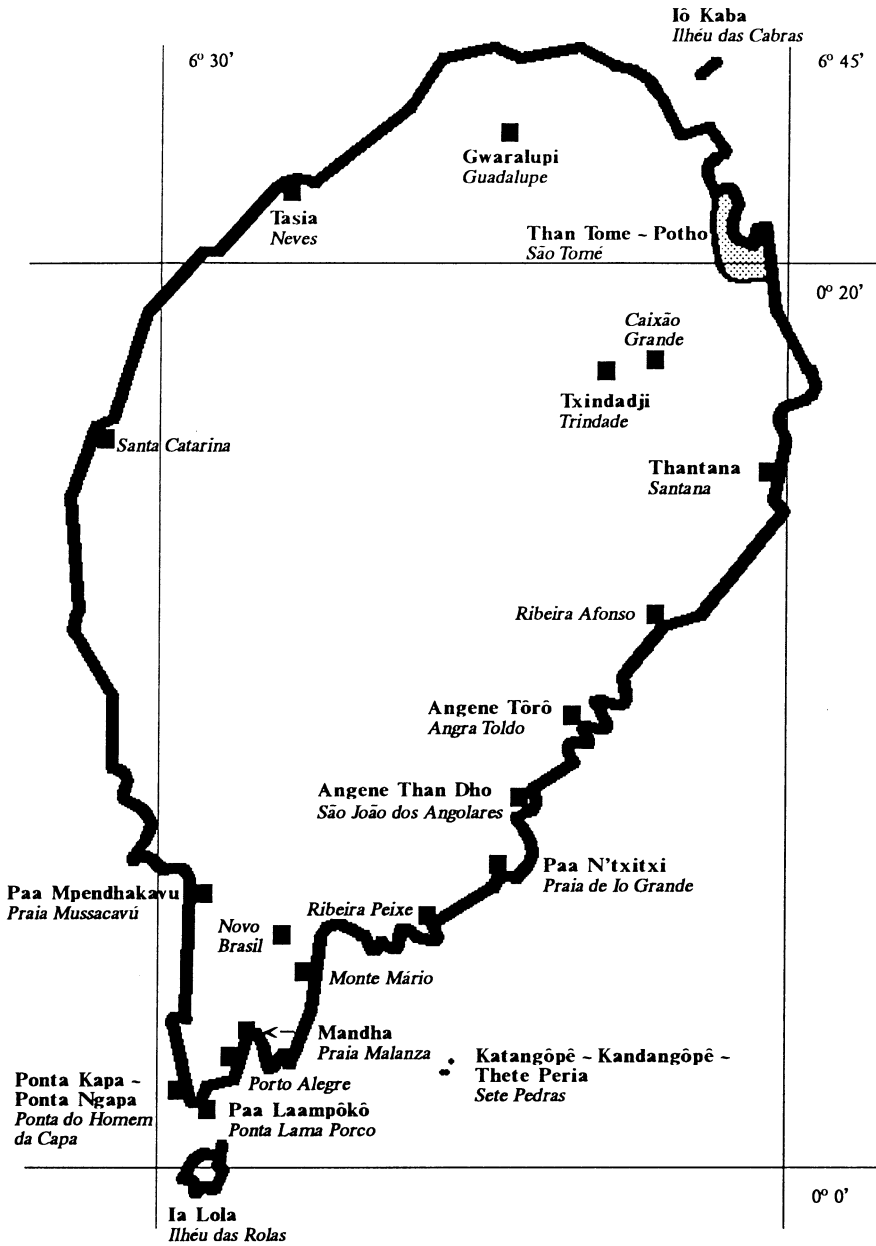 Iô Kaba
Ilhéu das Cabras
6º 30'
6º 45'
Gwaralupi
Guadalupe
Tasia
Neves
Than Tome ~ Potho
São Tomé
0º 20'
Caixão
Grande
Txindadji
Trindade
Santa Catarina
Thantana
Santana
Ribeira Afonso
Angene Tôrô
Angra Toldo
Angene Than Dho
São João dos Angolares
Paa N'txitxi
Praia de Io Grande
Paa Mpendhakavu
Praia Mussacavú
Ribeira Peixe
Novo
Brasil
Monte Mário
Mandha
Praia Malanza
Katangôpê ~ Kandangôpê ~
Thete Peria
Sete Pedras
Porto Alegre
Ponta Kapa ~
Ponta Ngapa
Ponta do Homem
da Capa
Paa Laampôkô
Ponta Lama Porco
0º 0'
Ia Lola
Ilhéu das Rolas